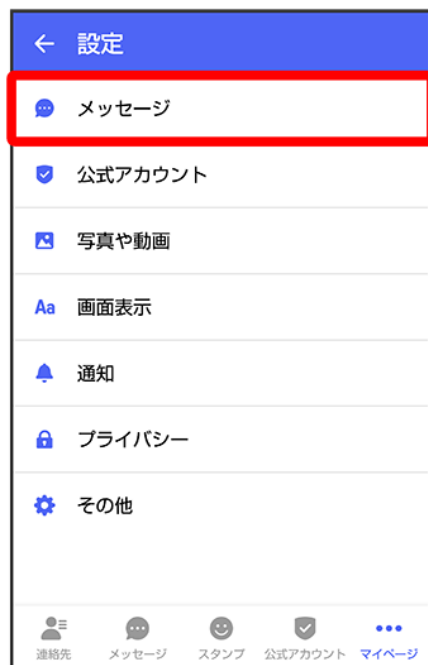 設定
メッセージ
公式アカウント
写真や動画
Aa 画面表示
通知
プライバシー
その他
連絡先 メッセージ スタンプ 公式アカウント マイページ